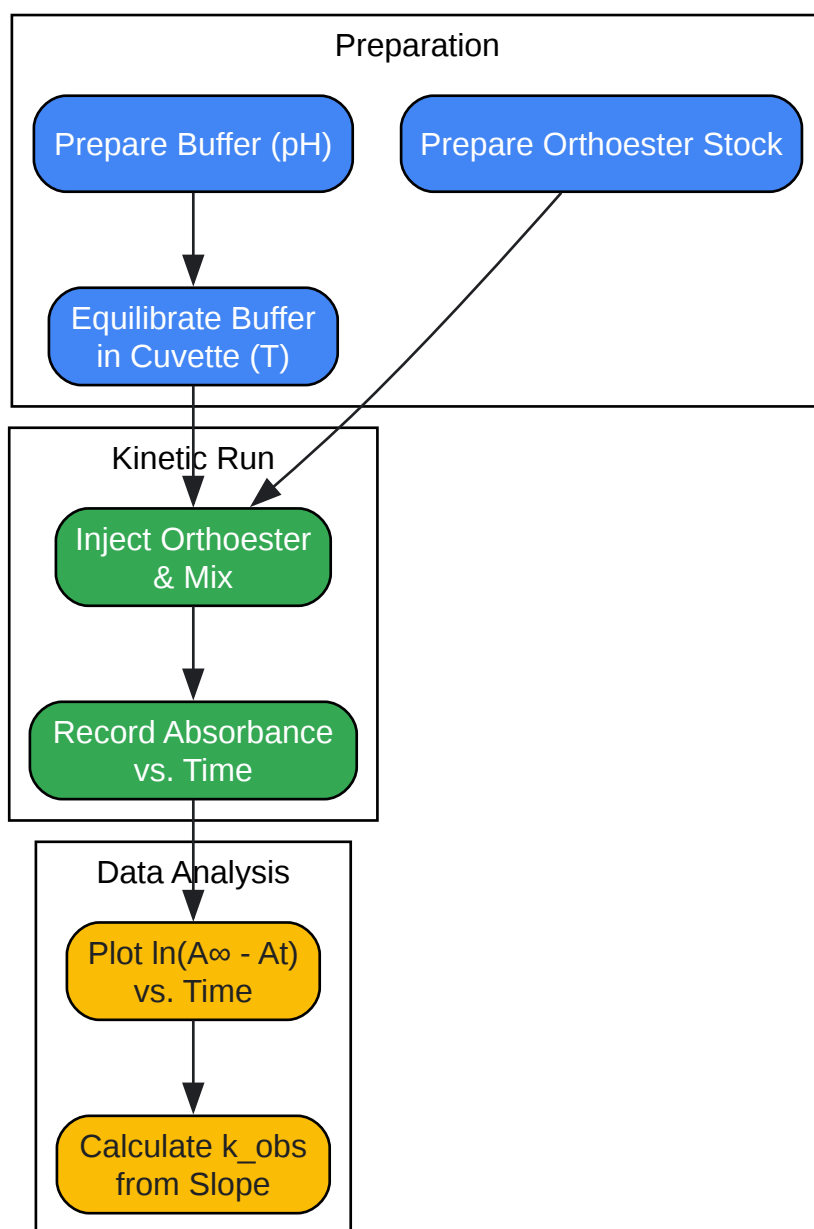 Preparation
Prepare Buffer (pH)
Prepare Orthoester Stock
Equilibrate Buffer
in Cuvette (T)
Kinetic Run
Inject Orthoester
& Mix
Record Absorbance
vs. Time
Data Analysis
Plot ln(A∞ - At)
vs. Time
Calculate k_obs
from Slope